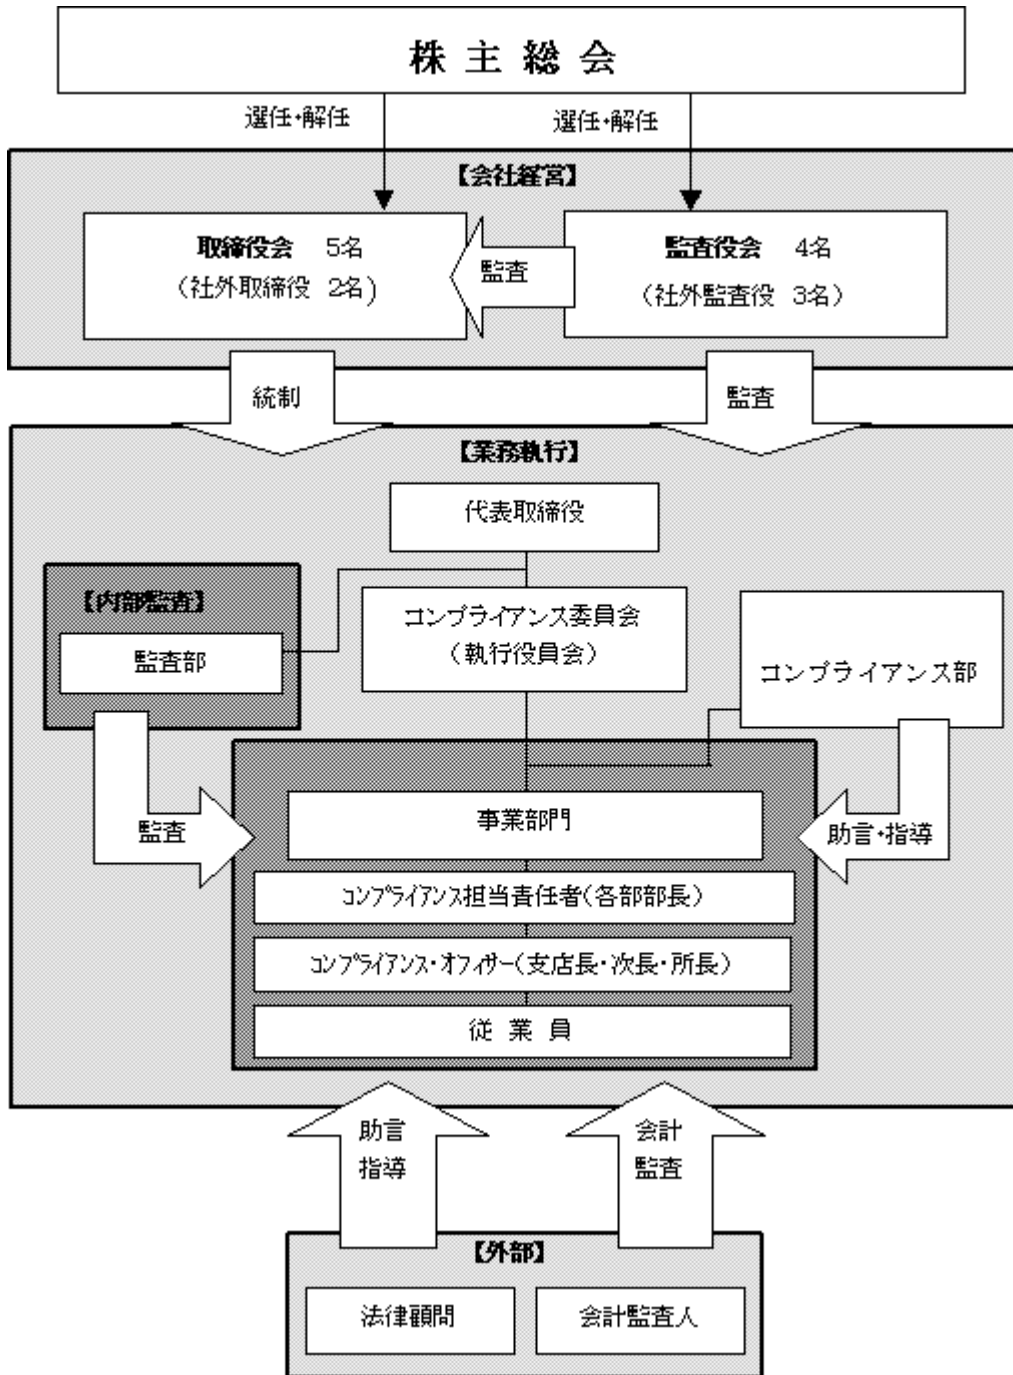 株 主 総 会
選任・解任
選任・解任
【会社経営】
取締役会 5名
(社外取締役 2名)
監査
監査役会 4名
(社外監査役 3名)
統制
監査
【業務執行】
代表取締役
【内部監査】
監査部
コンプライアンス委員会
(執行役員会)
コンプライアンス部
監査
事業部門
助言・指導
コンプライアンス担当責任者(各部部長)
コンプライアンス・オフィサー(支店長・次長・所長)
従 業 員
助言
指導
会計
監査
【外部】
法律顧問
会計監査人